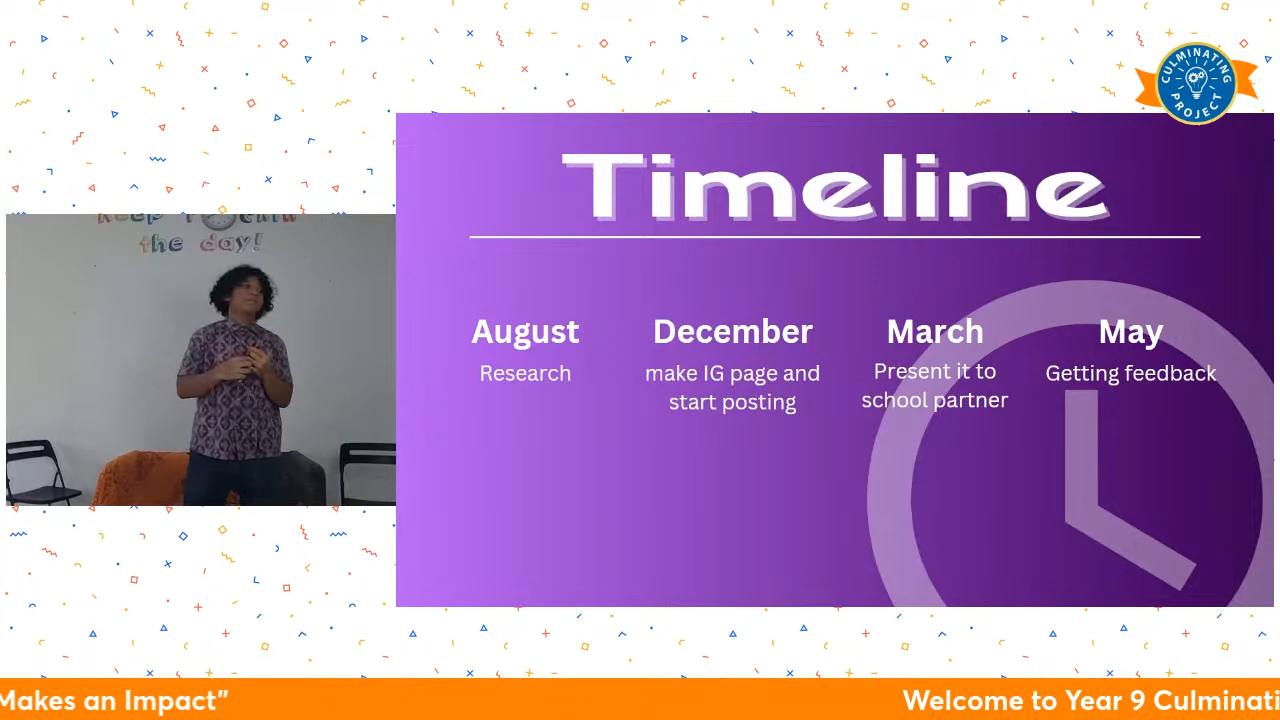 CULMINATING
PROJECT
Timeline
August
Research
December
make IG page and
start posting
March
Present it to
school partner
May
Getting feedback
the day!
Makes an Impact”
Welcome to Year 9 Culminati